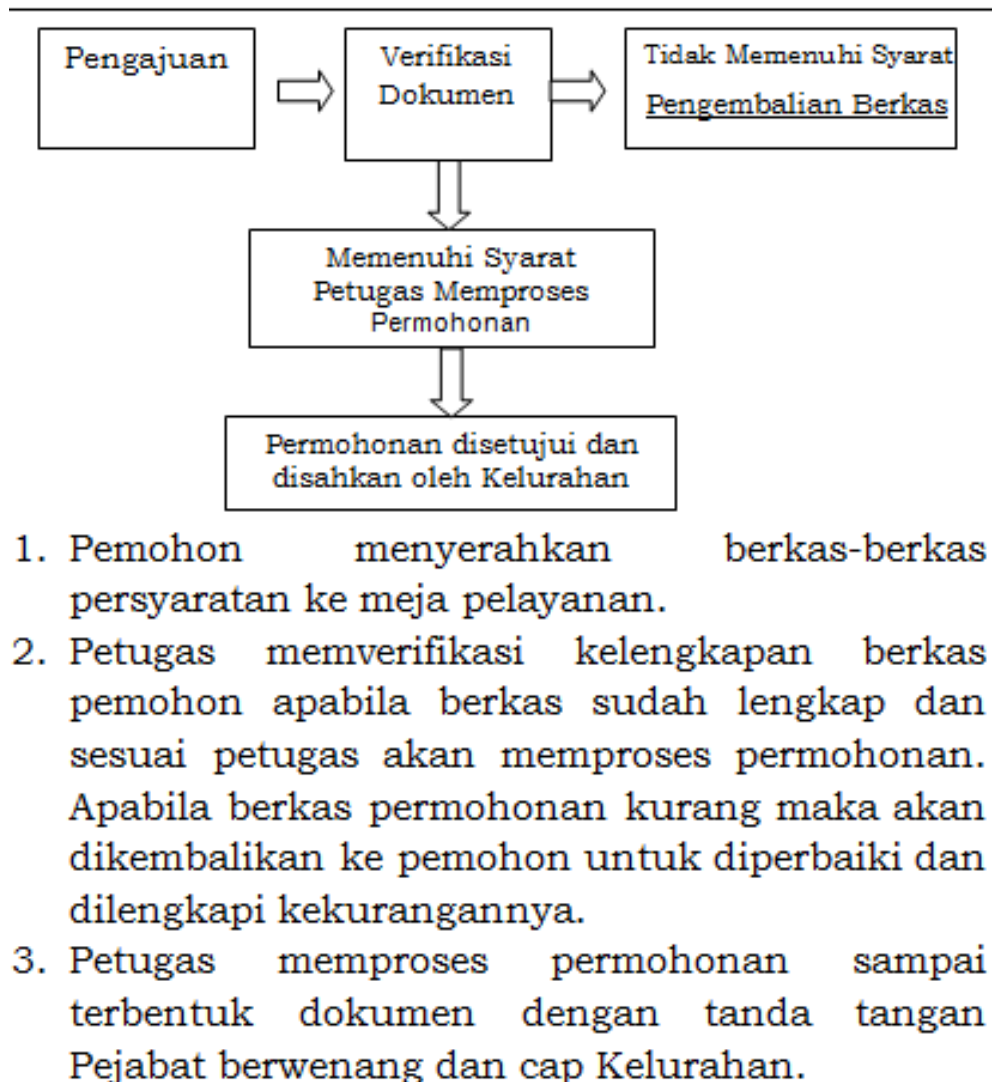 Pengajuan
Verifikasi
Dokumen
Tidak Memenuhi Syarat
Pengembalian Berkas
Memenuhi Syarat
Petugas Memproses
Permohonan
Permohonan disetujui dan
disahkan oleh Kelurahan
1. Pemohon menyerahkan berkas-berkas
persyaratan ke meja pelayanan.
2. Petugas memverifikasi kelengkapan berkas
pemohon apabila berkas sudah lengkap dan
sesuai petugas akan memproses permohonan.
Apabila berkas permohonan kurang maka akan
dikembalikan ke pemohon untuk diperbaiki dan
dilengkapi kekurangannya.
3. Petugas memproses permohonan sampai
terbentuk dokumen dengan tanda tangan
Pejabat berwenang dan cap Kelurahan.